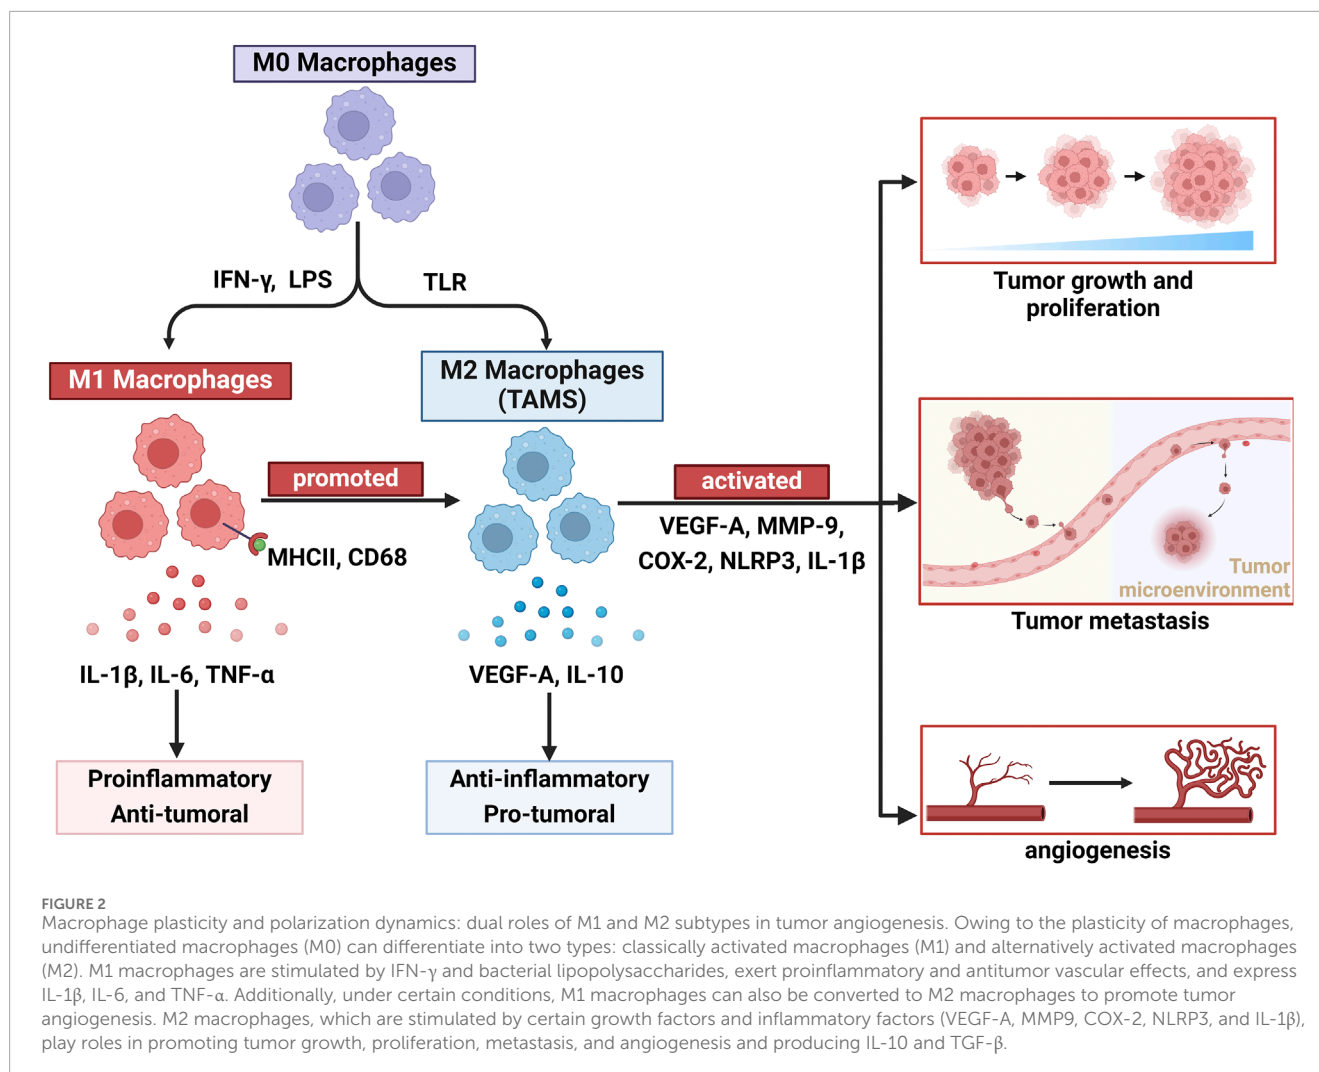 M0 Macrophages
IFN-γ, LPS
TLR
M1 Macrophages
M2 Macrophages
(TAMS)
promoted
MHCII, CD68
activated
VEGF-A, MMP-9,
COX-2, NLRP3, IL-1β
IL-1β, IL-6, TNF-α
VEGF-A, IL-10
Proinflammatory
Anti-tumoral
Anti-inflammatory
Pro-tumoral
Tumor growth and
proliferation
Tumor
microenvironment
Tumor metastasis
angiogenesis
FIGURE 2
Macrophage plasticity and polarization dynamics: dual roles of M1 and M2 subtypes in tumor angiogenesis. Owing to the plasticity of macrophages,
undifferentiated macrophages (M0) can differentiate into two types: classically activated macrophages (M1) and alternatively activated macrophages
(M2). M1 macrophages are stimulated by IFN-γ and bacterial lipopolysaccharides, exert proinflammatory and antitumor vascular effects, and express
IL-1β, IL-6, and TNF-α. Additionally, under certain conditions, M1 macrophages can also be converted to M2 macrophages to promote tumor
angiogenesis. M2 macrophages, which are stimulated by certain growth factors and inflammatory factors (VEGF-A, MMP9, COX-2, NLRP3, and IL-1β),
play roles in promoting tumor growth, proliferation, metastasis, and angiogenesis and producing IL-10 and TGF-β.